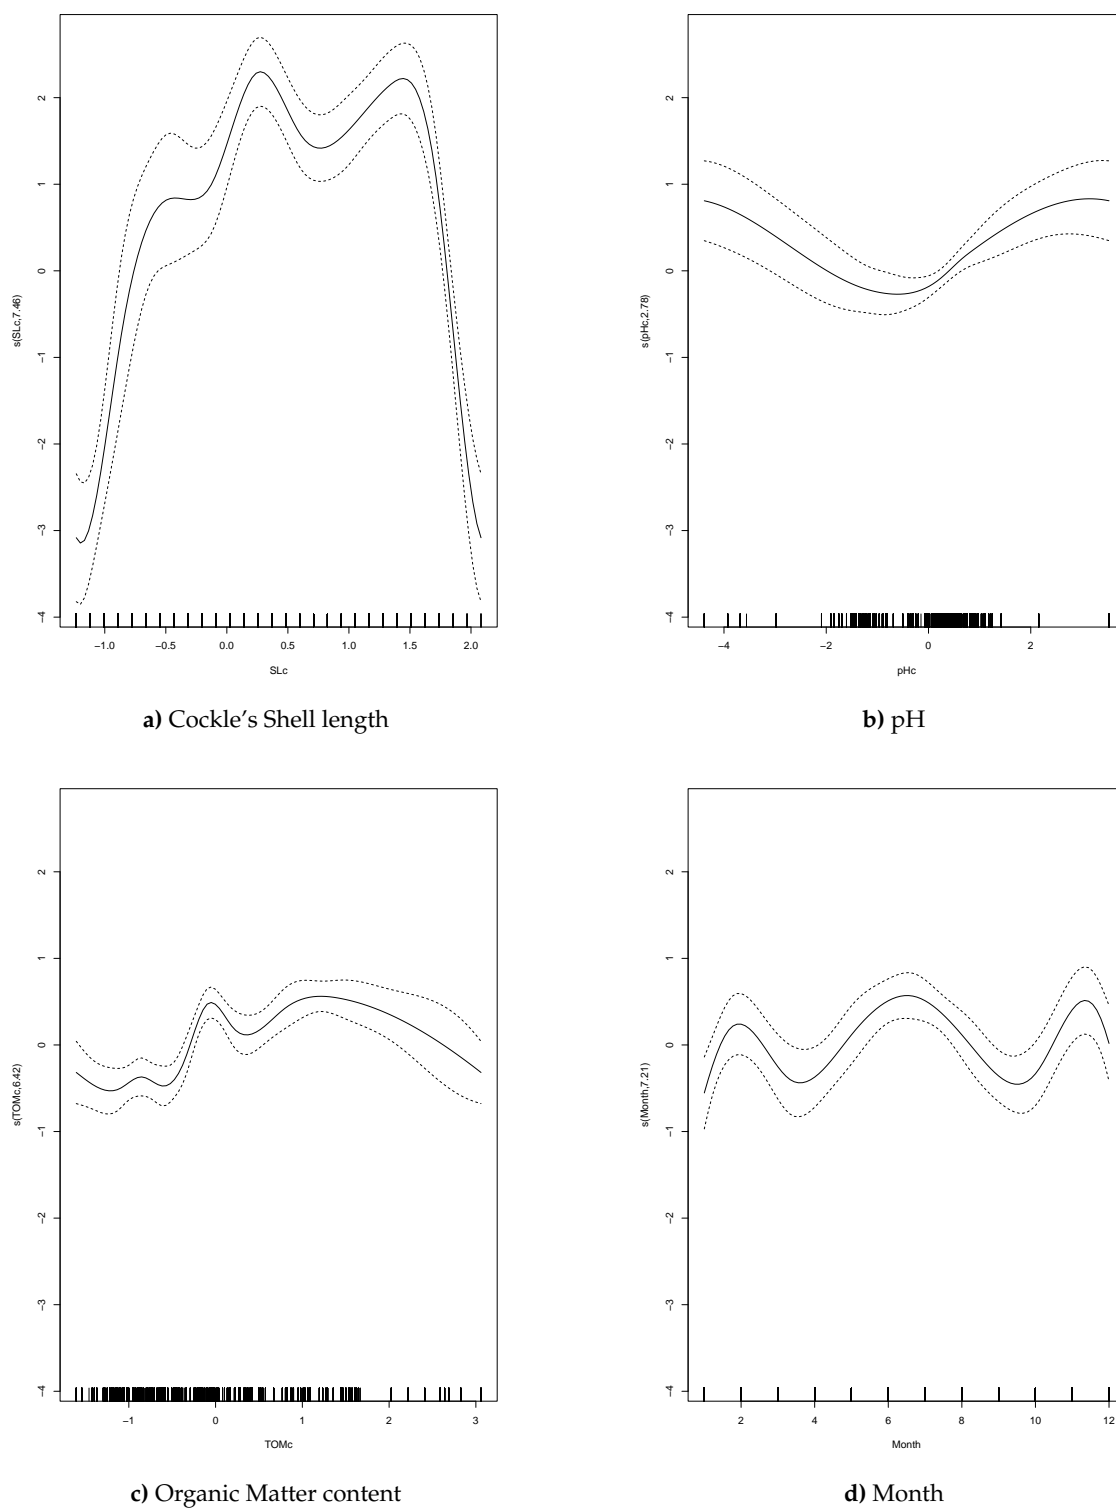 2
1
0
−1
−2
−3
−4
s(SLc,7.46)
−1.0 −0.5 0.0 0.5 1.0 1.5 2.0
SLc
a) Cockle’s Shell length
2
1
0
−1
−2
−3
−4
s(pHc,2.78)
−4 −2 0 2
pHc
b) pH
2
1
0
−1
−2
−3
−4
s(TOMc,6.42)
−1 0 1 2 3
TOMc
c) Organic Matter content
2
1
0
−1
−2
−3
−4
s(Month,7.21)
2 4 6 8 10 12
Month
d) Month